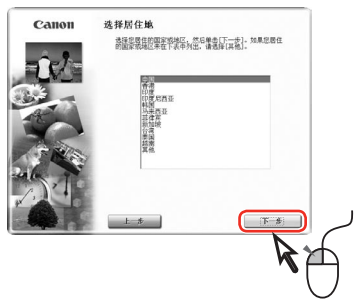 Canon
选择居住地
选择您居住的国家或地区，然后单击[下一步]。如果您居住
的国家或地区未在下表中列出，请选择[其他]。
中国
香港
印度
印度尼西亚
韩国
马来西亚
菲律宾
新加坡
台湾
泰国
越南
其他
上一步
下一步